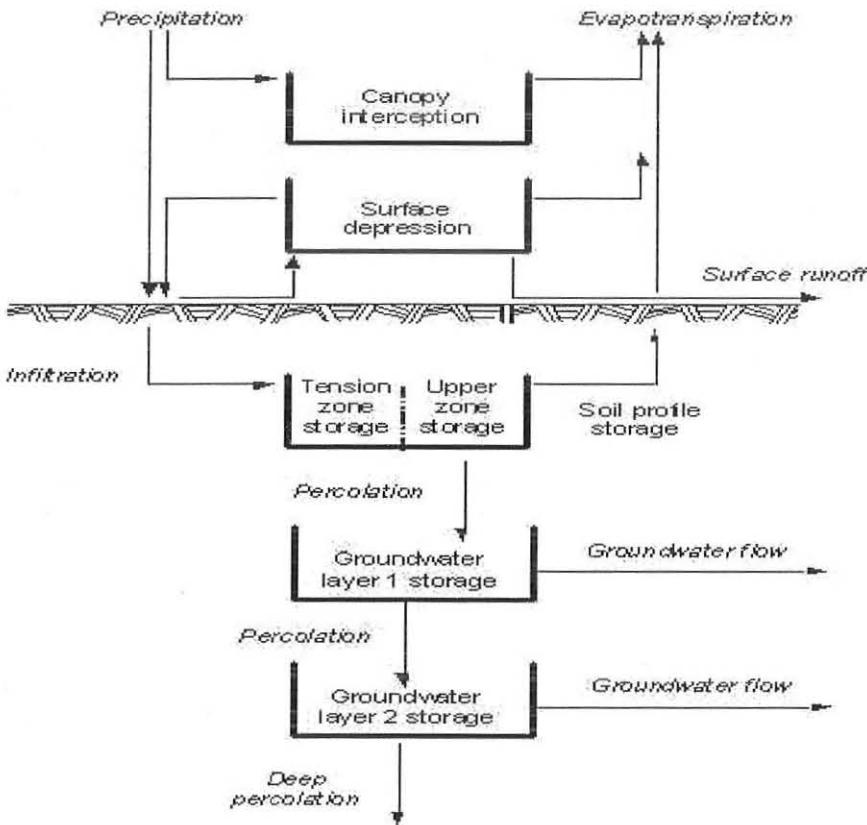 Precipitation
Evapotranspiration
Canopy
interception
Surface
depression
Surface runoff
Infiltration
Tension
zone
storage
Upper
zone
storage
Soil profile
storage
Percolation
Groundwater
layer 1 storage
Groundwater flow
Percolation
Groundwater
layer 2 storage
Groundwater flow
Deep
percolation